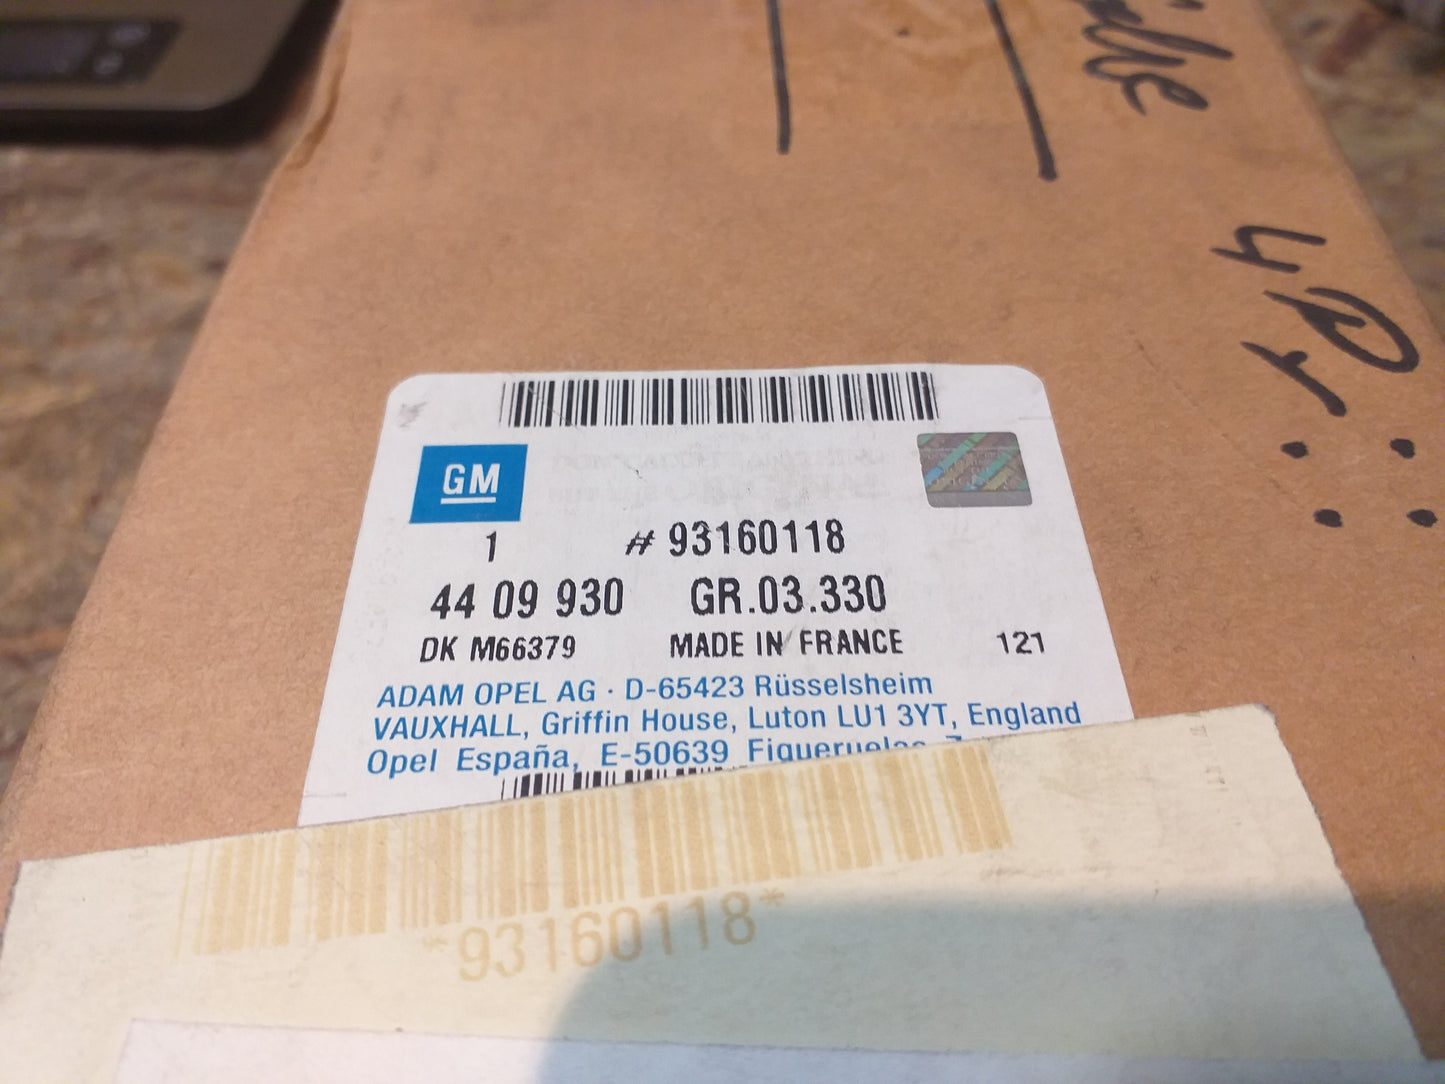 GM
1 # 93160118
44 09 930 GR.03.330
DK M66379 MADE IN FRANCE 121
ADAM OPEL AG · D-65423 Rüsselsheim
VAUXHALL, Griffin House, Luton LU1 3YT, England
Opel España, E-50639 Figueruelas
*93160118*